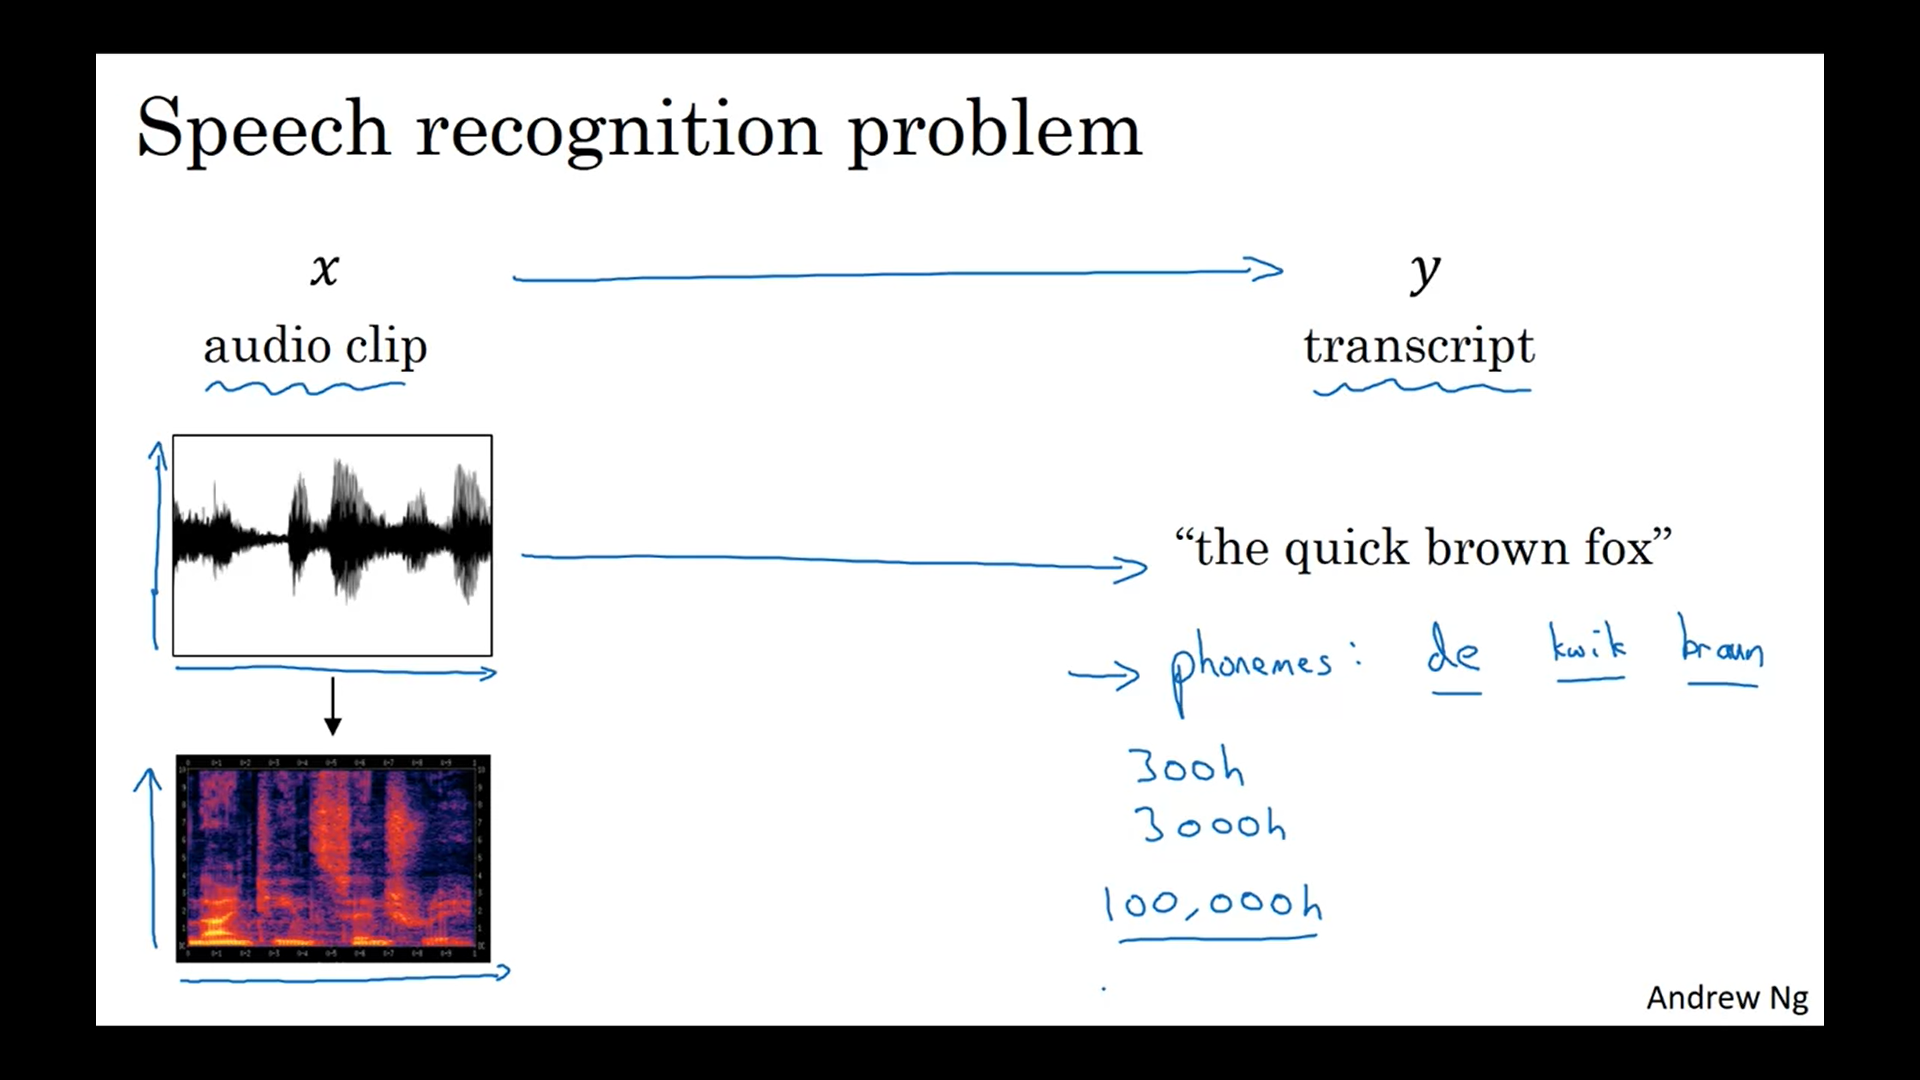 Speech recognition problem
x y
audio clip transcript
“the quick brown fox”
phonemes: de kwik braun
300h
3000h
100,000h
Andrew Ng